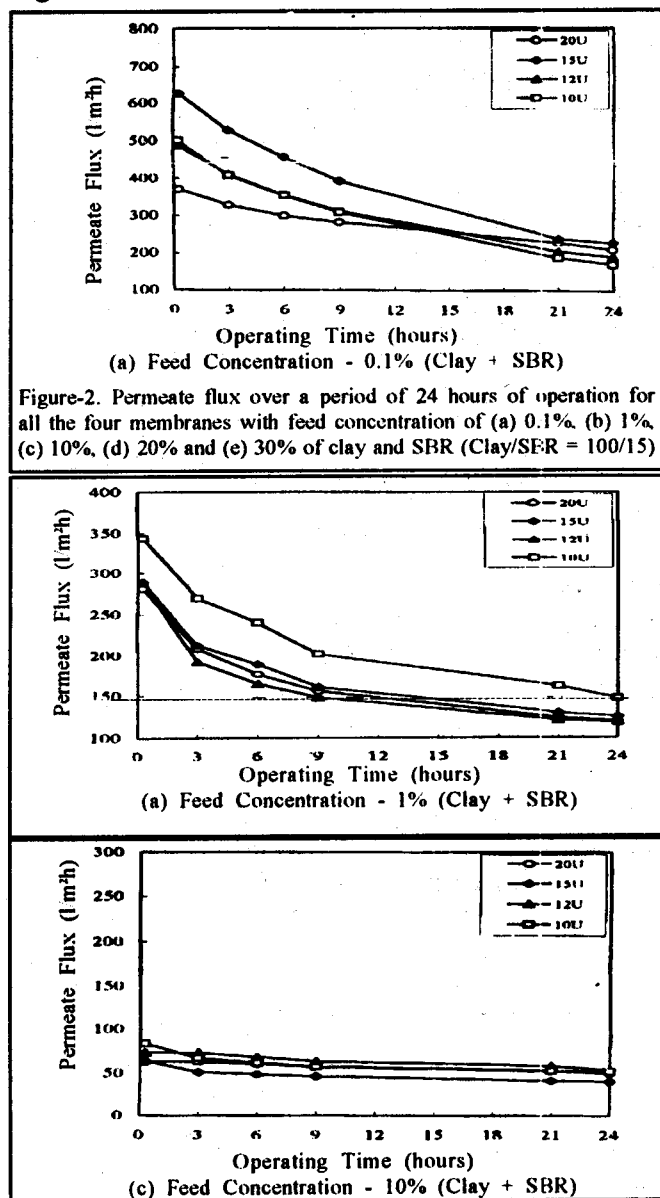 800
700
600
500
400
300
200
100
Permeate Flux (l/m²h)
20U
15U
12U
10U
0 3 6 9 12 15 18 21 24
Operating Time (hours)
(a) Feed Concentration - 0.1% (Clay + SBR)
Figure-2. Permeate flux over a period of 24 hours of operation for
all the four membranes with feed concentration of (a) 0.1%, (b) 1%,
(c) 10%, (d) 20% and (e) 30% of clay and SBR (Clay/SBR = 100/15)
400
350
300
250
200
150
100
Permeate Flux (l/m²h)
20U
15U
12U
10U
0 3 6 9 12 15 18 21 24
Operating Time (hours)
(a) Feed Concentration - 1% (Clay + SBR)
300
250
200
150
100
50
0
Permeate Flux (l/m²h)
20U
15U
12U
10U
0 3 6 9 12 15 18 21 24
Operating Time (hours)
(c) Feed Concentration - 10% (Clay + SBR)